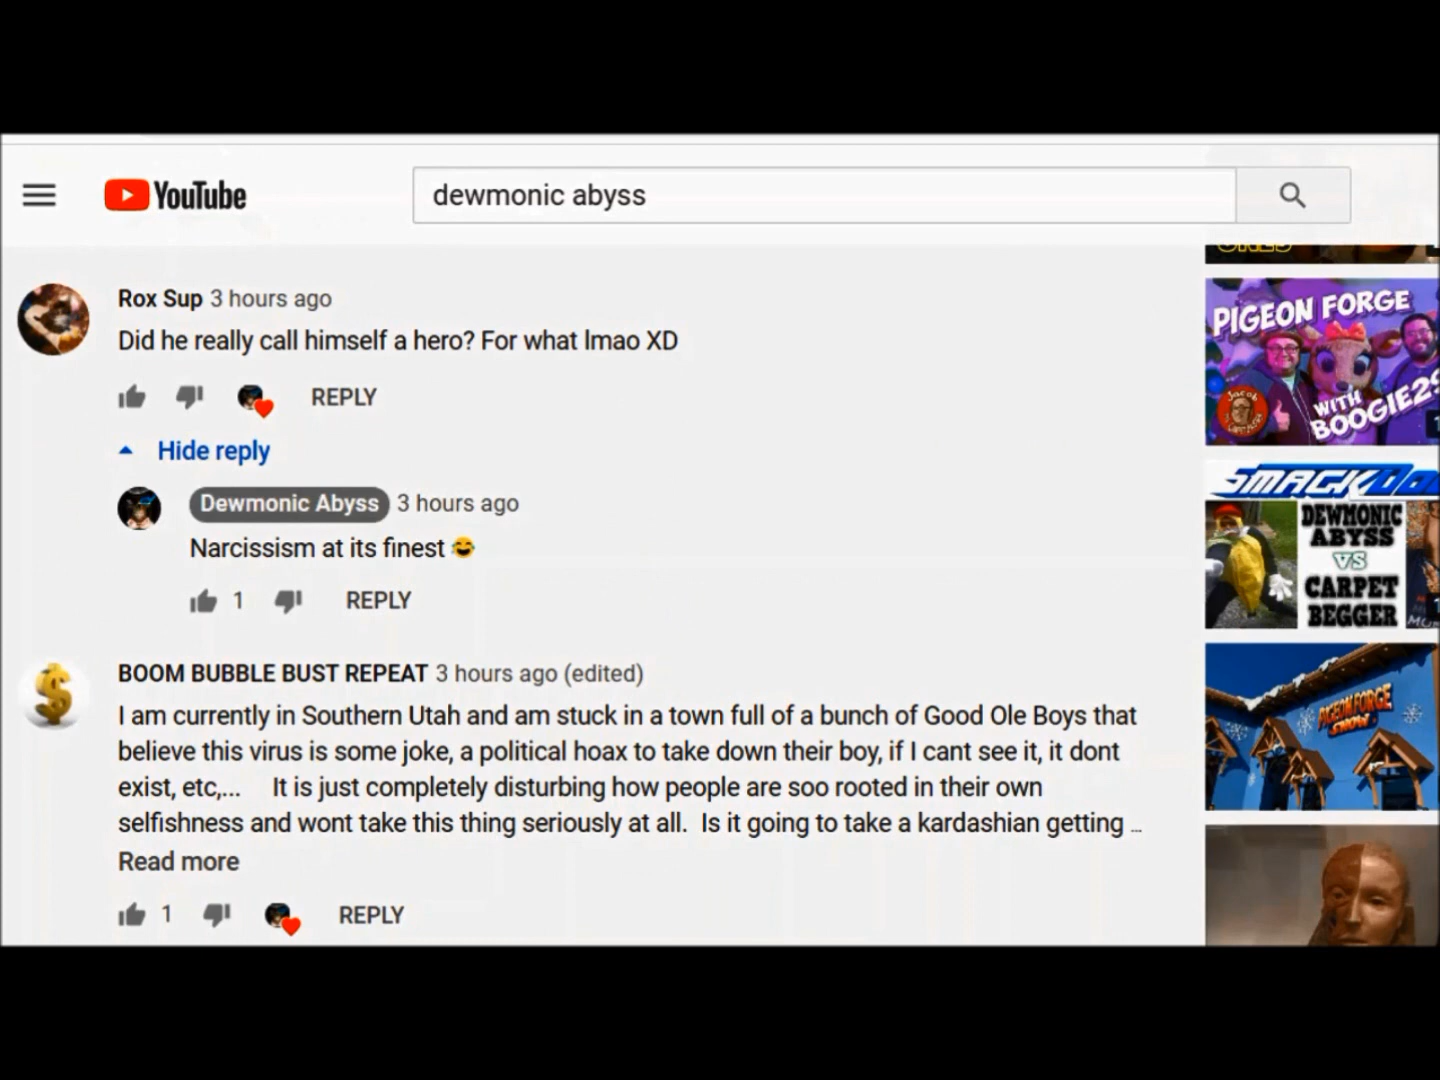 YouTube
dewmonic abyss
Rox Sup 3 hours ago
Did he really call himself a hero? For what lmao XD
REPLY
Hide reply
Dewmonic Abyss 3 hours ago
Narcissism at its finest 😂
1 REPLY
BOOM BUBBLE BUST REPEAT 3 hours ago (edited)
I am currently in Southern Utah and am stuck in a town full of a bunch of Good Ole Boys that
believe this virus is some joke, a political hoax to take down their boy, if I cant see it, it dont
exist, etc,... It is just completely disturbing how people are soo rooted in their own
selfishness and wont take this thing seriously at all. Is it going to take a kardashian getting ...
Read more
1 REPLY
PIGEON FORGE
WITH
BOOGIE29
Jacob
DEWMONIC
ABYSS
VS
CARPET
BEGGER
PIGEON FORGE
SNOW